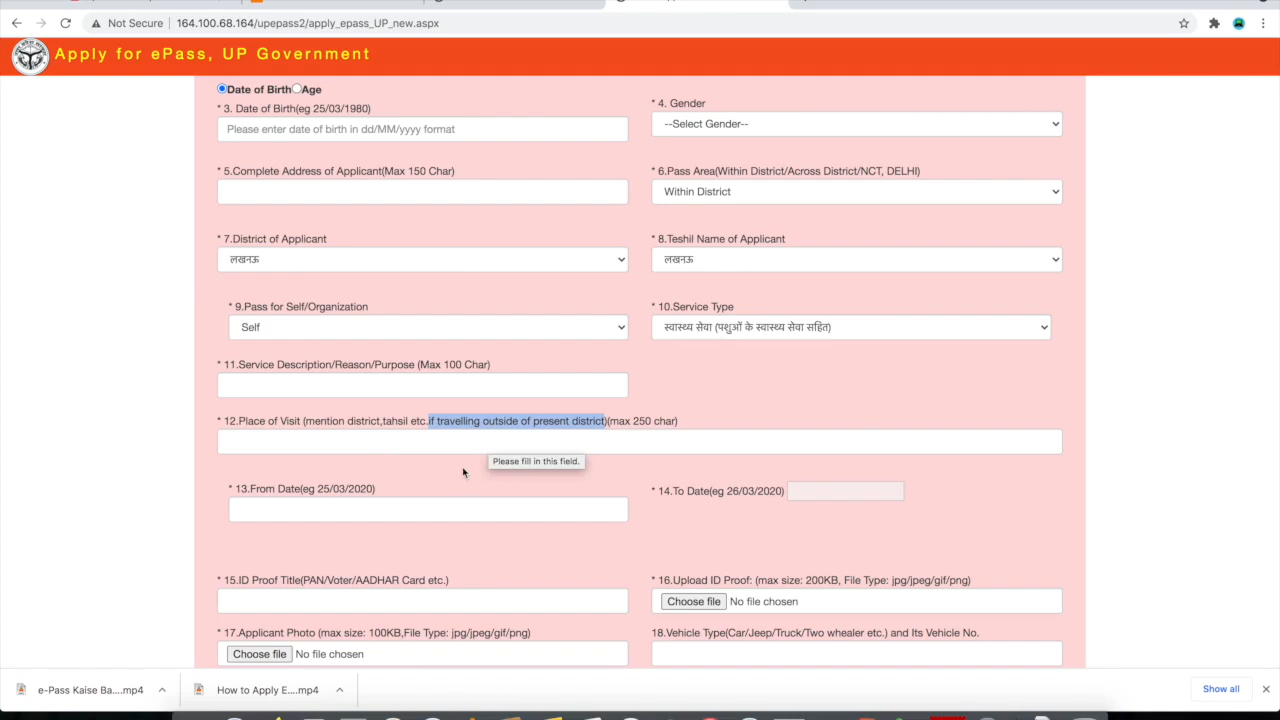 Not Secure 164.100.68.164/upepass2/apply_epass_UP_new.aspx
Apply for ePass, UP Government
Date of Birth Age
* 3. Date of Birth(eg 25/03/1980)
* 4. Gender
Please enter date of birth in dd/MM/yyyy format
--Select Gender--
* 5.Complete Address of Applicant(Max 150 Char)
* 6.Pass Area(Within District/Across District/NCT, DELHI)
Within District
* 7.District of Applicant
* 8.Teshil Name of Applicant
लखनऊ
लखनऊ
* 9.Pass for Self/Organization
* 10.Service Type
Self
स्वास्थ्य सेवा (पशुओं के स्वास्थ्य सेवा सहित)
* 11.Service Description/Reason/Purpose (Max 100 Char)
* 12.Place of Visit (mention district,tahsil etc.if travelling outside of present district)(max 250 char)
Please fill in this field.
* 13.From Date(eg 25/03/2020)
* 14.To Date(eg 26/03/2020)
* 15.ID Proof Title(PAN/Voter/AADHAR Card etc.)
* 16.Upload ID Proof: (max size: 200KB, File Type: jpg/jpeg/gif/png)
Choose file No file chosen
* 17.Applicant Photo (max size: 100KB,File Type: jpg/jpeg/gif/png)
18.Vehicle Type(Car/Jeep/Truck/Two whealer etc.) and Its Vehicle No.
Choose file No file chosen
e-Pass Kaise Ba....mp4
How to Apply E....mp4
Show all